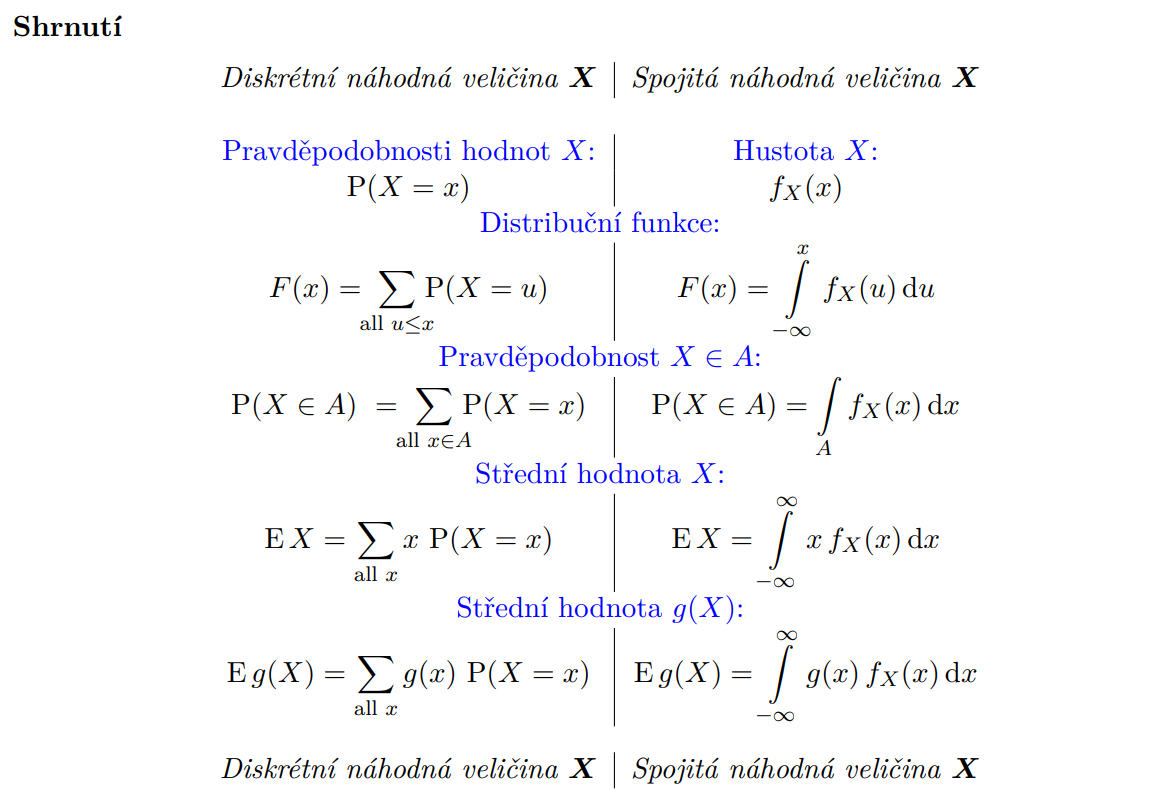 Shrnutí
Diskrétní náhodná veličina X | Spojitá náhodná veličina X
Pravděpodobnosti hodnot X: | Hustota X:
P(X = x) | f_X(x)
Distribuční funkce:
F(x) = ∑_{all u≤x} P(X = u) | F(x) = ∫_{−∞}^{x} f_X(u) du
Pravděpodobnost X ∈ A:
P(X ∈ A) = ∑_{all x∈A} P(X = x) | P(X ∈ A) = ∫_A f_X(x) dx
Střední hodnota X:
E X = ∑_{all x} x P(X = x) | E X = ∫_{−∞}^{∞} x f_X(x) dx
Střední hodnota g(X):
E g(X) = ∑_{all x} g(x) P(X = x) | E g(X) = ∫_{−∞}^{∞} g(x) f_X(x) dx
Diskrétní náhodná veličina X | Spojitá náhodná veličina X